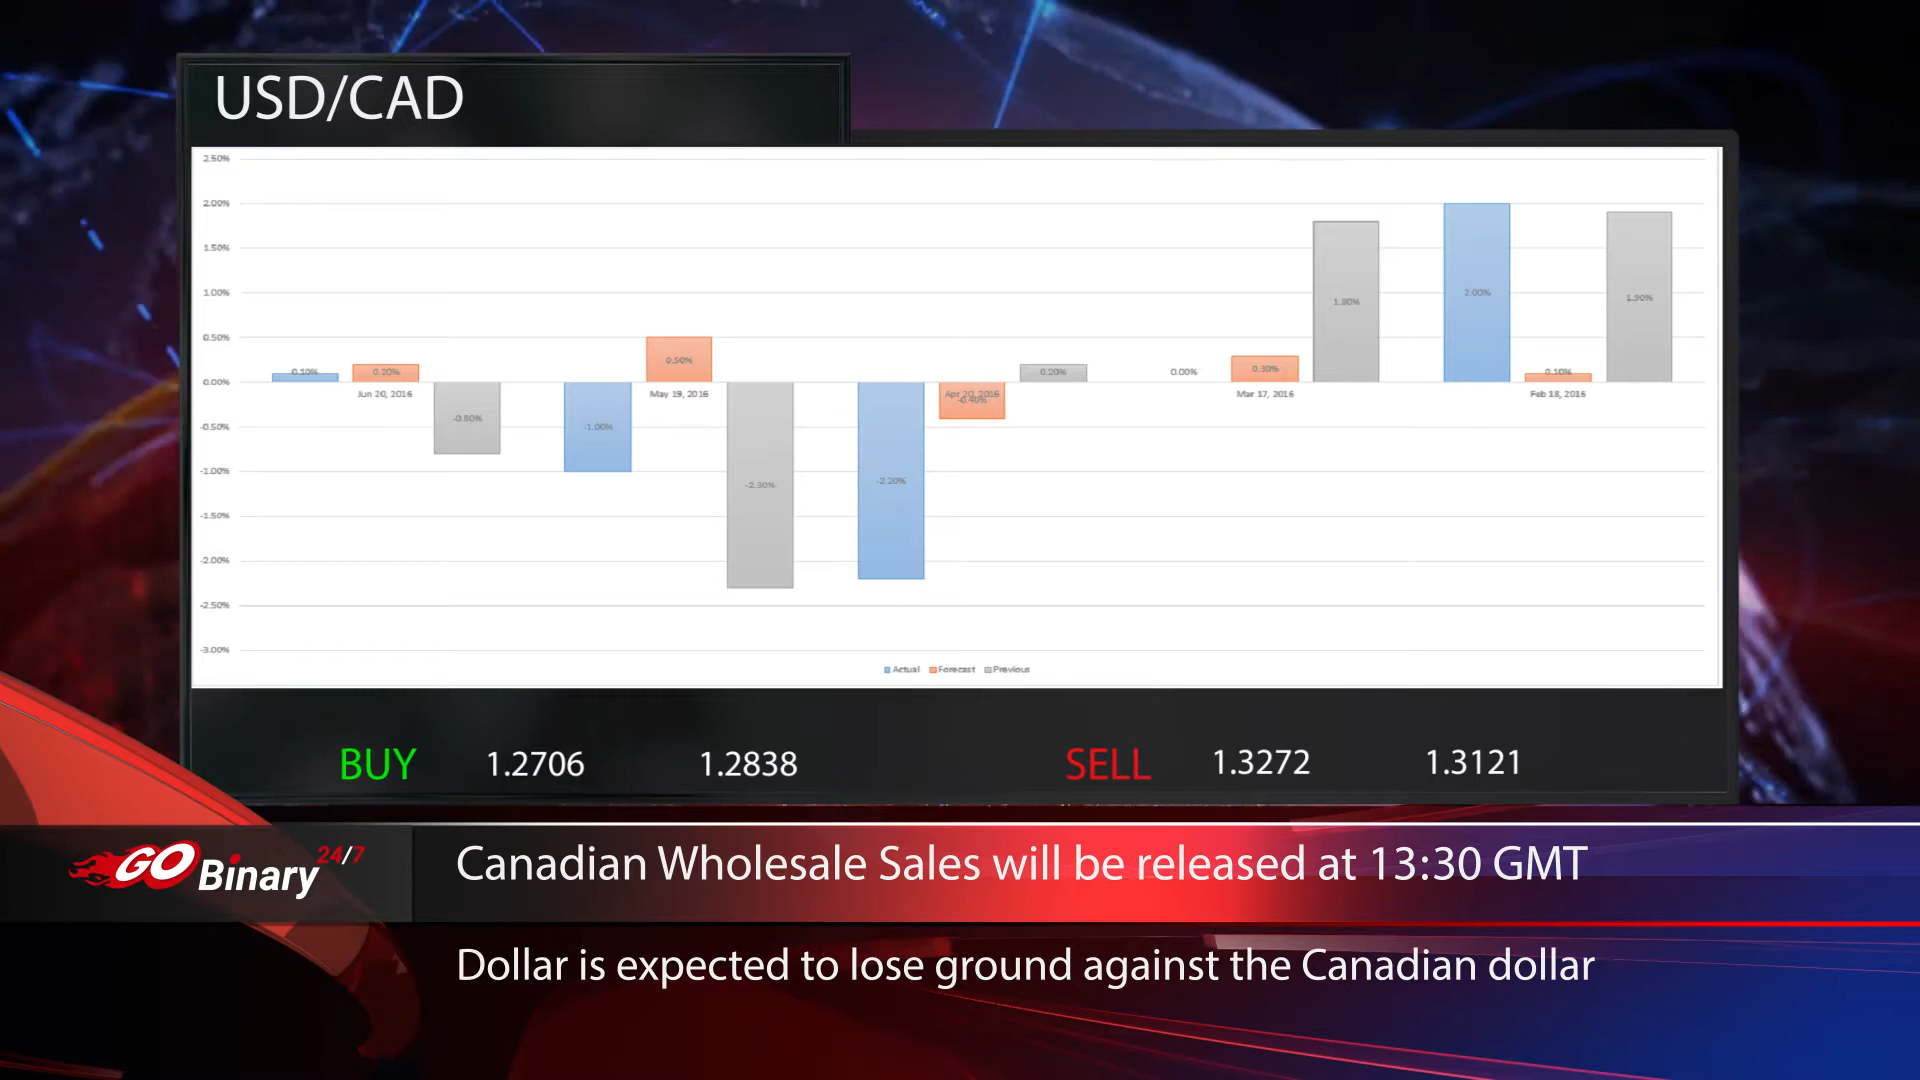 USD/CAD
2.50%
2.00%
1.50%
1.00%
0.50%
0.00%
-0.50%
-1.00%
-1.50%
-2.00%
-2.50%
-3.00%
0.10% 0.20% -0.80%
-1.00% 0.50% -2.30%
-2.20% -0.40% 0.20%
0.00% 0.30% 1.80%
2.00% 0.10% 1.90%
Jun 20, 2016 May 19, 2016 Apr 20, 2016 Mar 17, 2016 Feb 18, 2016
Actual Forecast Previous
BUY 1.2706 1.2838 SELL 1.3272 1.3121
GO Binary 24/7
Canadian Wholesale Sales will be released at 13:30 GMT
Dollar is expected to lose ground against the Canadian dollar